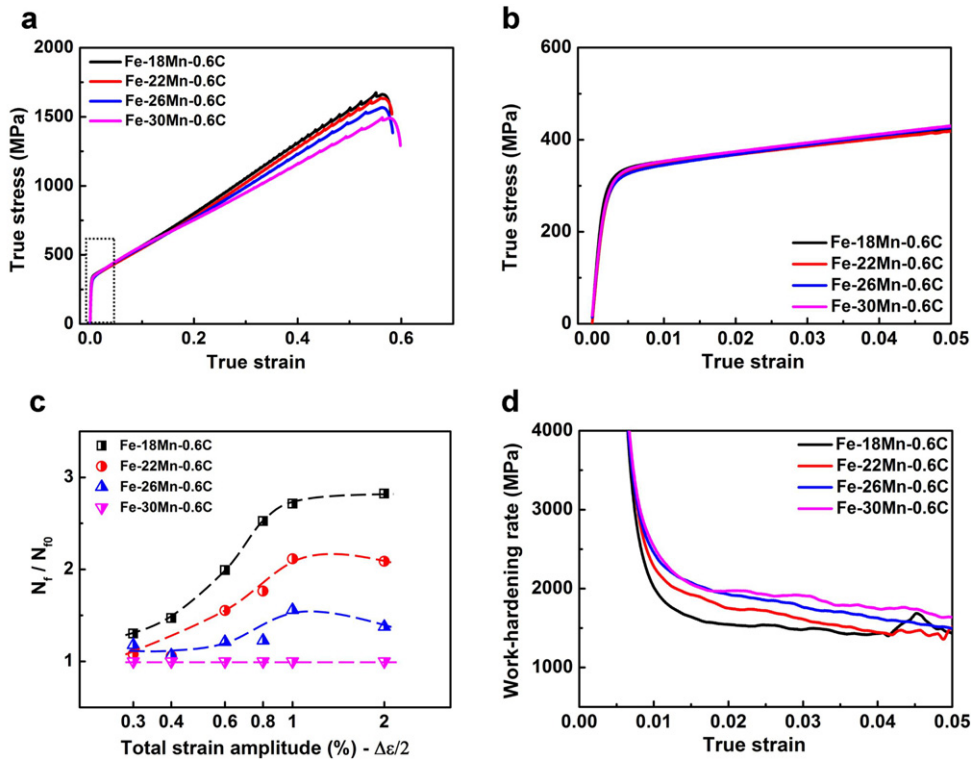 a
2000
1500
1000
500
0
True stress (MPa)
Fe-18Mn-0.6C
Fe-22Mn-0.6C
Fe-26Mn-0.6C
Fe-30Mn-0.6C
0.0 0.2 0.4 0.6
True strain
b
600
400
200
0
True stress (MPa)
Fe-18Mn-0.6C
Fe-22Mn-0.6C
Fe-26Mn-0.6C
Fe-30Mn-0.6C
0.00 0.01 0.02 0.03 0.04 0.05
True strain
c
3
2
1
Nf / Nf0
Fe-18Mn-0.6C
Fe-22Mn-0.6C
Fe-26Mn-0.6C
Fe-30Mn-0.6C
0.3 0.4 0.6 0.8 1 2
Total strain amplitude (%) - Δε/2
d
4000
3000
2000
1000
Work-hardening rate (MPa)
Fe-18Mn-0.6C
Fe-22Mn-0.6C
Fe-26Mn-0.6C
Fe-30Mn-0.6C
0.00 0.01 0.02 0.03 0.04 0.05
True strain